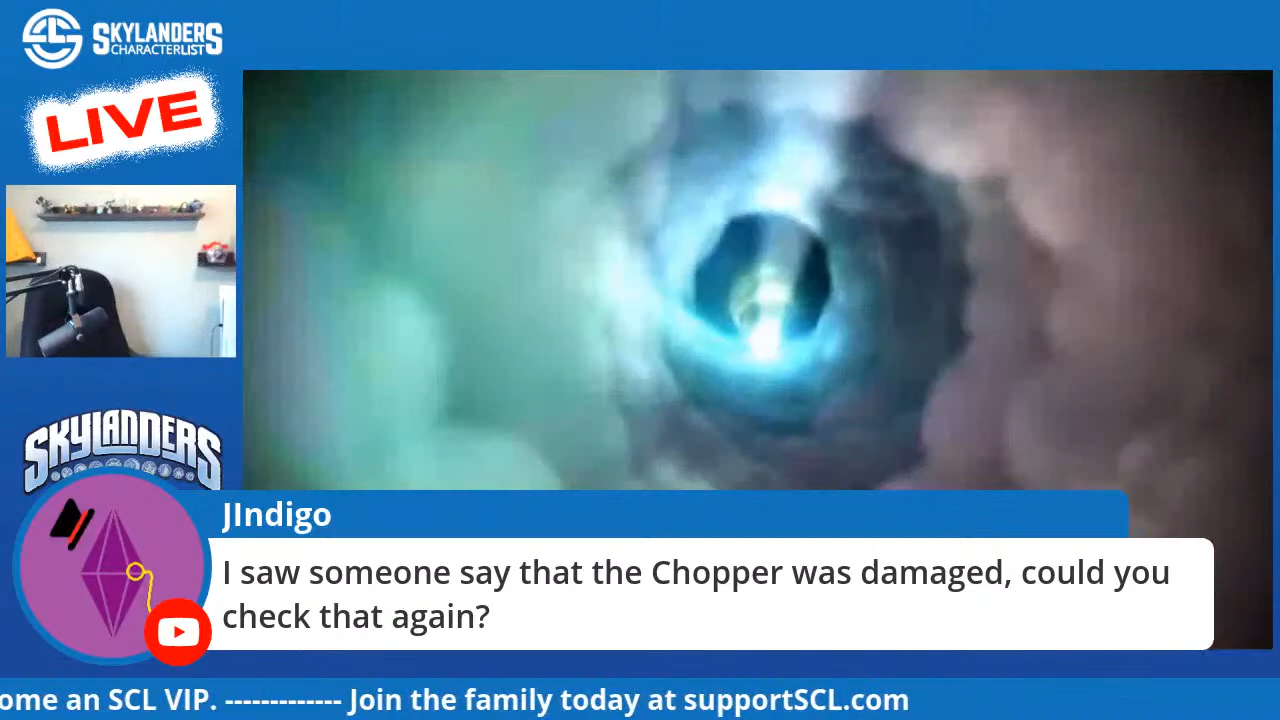 SKYLANDERS
CHARACTERLIST
LIVE
SKYLANDERS
JIndigo
I saw someone say that the Chopper was damaged, could you
check that again?
ome an SCL VIP. ------------- Join the family today at supportSCL.com